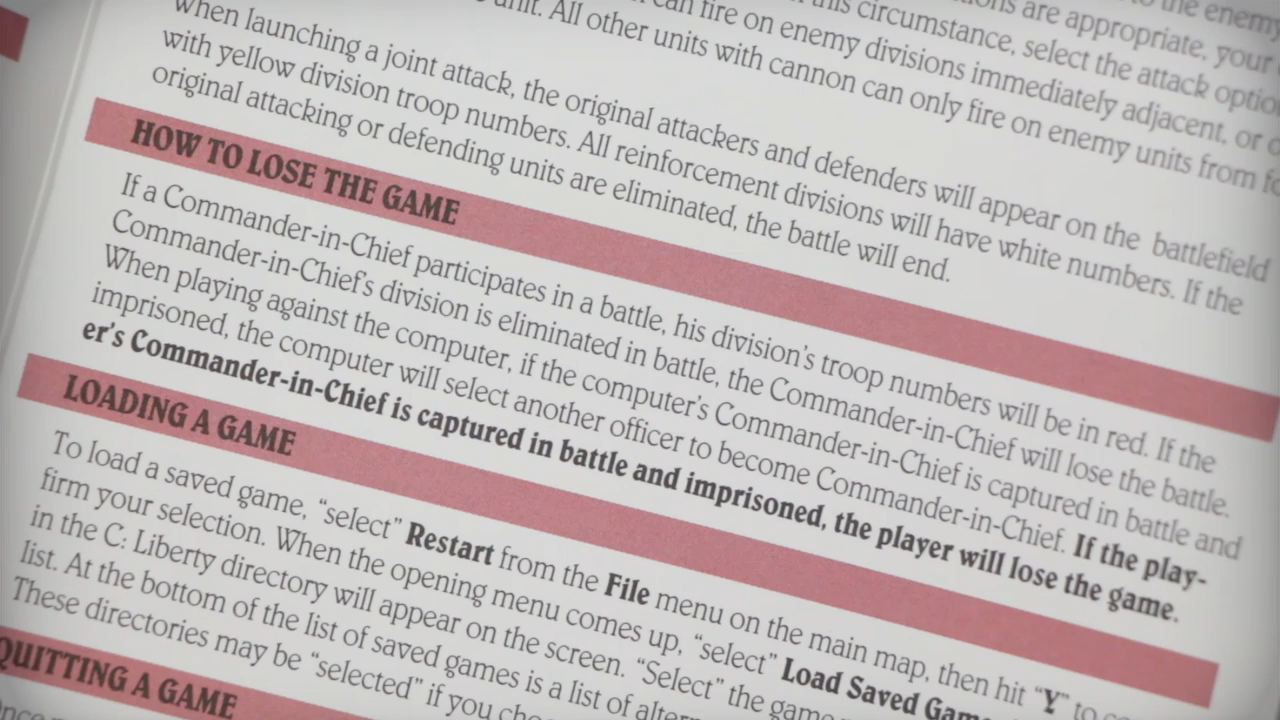 to the enemy
ons are appropriate, your
this circumstance, select the attack optio
can fire on enemy divisions immediately adjacent, or o
unit. All other units with cannon can only fire on enemy units from
When launching a joint attack, the original attackers and defenders will appear on the battlefield
with yellow division troop numbers. All reinforcement divisions will have white numbers. If the
original attacking or defending units are eliminated, the battle will end.
HOW TO LOSE THE GAME
If a Commander-in-Chief participates in a battle, his division's troop numbers will be in red. If the
Commander-in-Chief's division is eliminated in battle, the Commander-in-Chief will lose the battle.
When playing against the computer, if the computer's Commander-in-Chief is captured in battle and
imprisoned, the computer will select another officer to become Commander-in-Chief. If the play-
er's Commander-in-Chief is captured in battle and imprisoned, the player will lose the game.
LOADING A GAME
To load a saved game, "select" Restart from the File menu on the main map, then hit "Y" to
firm your selection. When the opening menu comes up, "select" Load Saved Gam
in the C: Liberty directory will appear on the screen. "Select" the game
list. At the bottom of the list of saved games is a list of
These directories may be "selected" if you
QUITTING A GAME